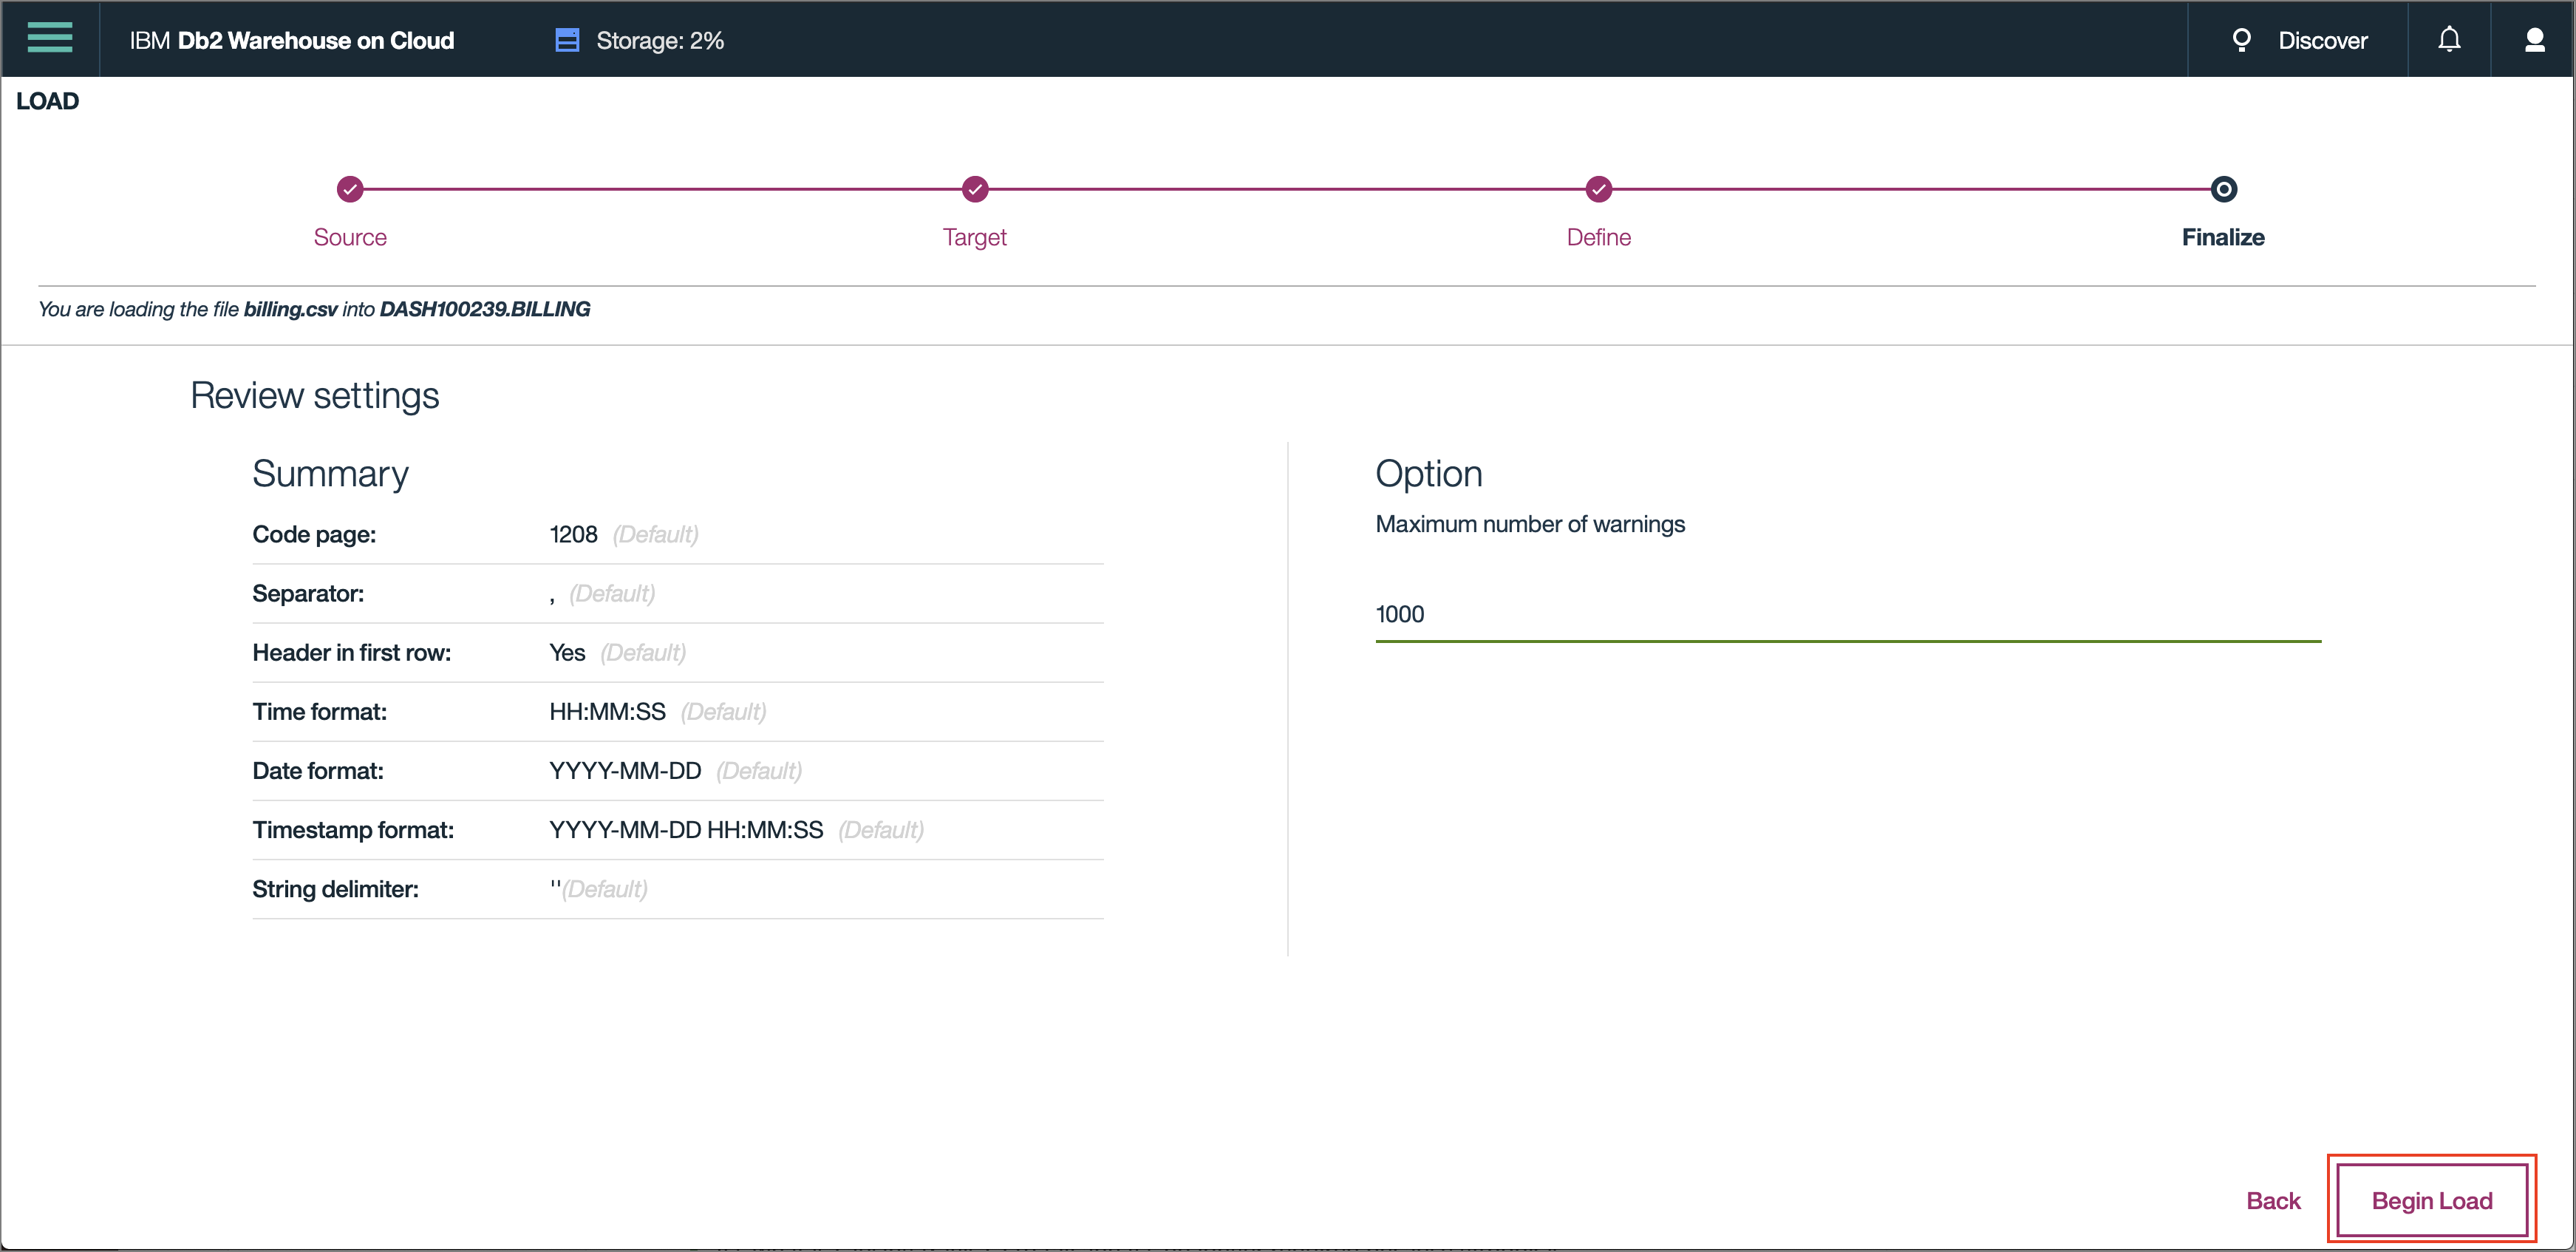 IBM Db2 Warehouse on Cloud
Storage: 2%
Discover
LOAD
Source
Target
Define
Finalize
You are loading the file billing.csv into DASH100239.BILLING
Review settings
Summary
Code page: 1208 (Default)
Separator: , (Default)
Header in first row: Yes (Default)
Time format: HH:MM:SS (Default)
Date format: YYYY-MM-DD (Default)
Timestamp format: YYYY-MM-DD HH:MM:SS (Default)
String delimiter: "(Default)
Option
Maximum number of warnings
1000
Back
Begin Load